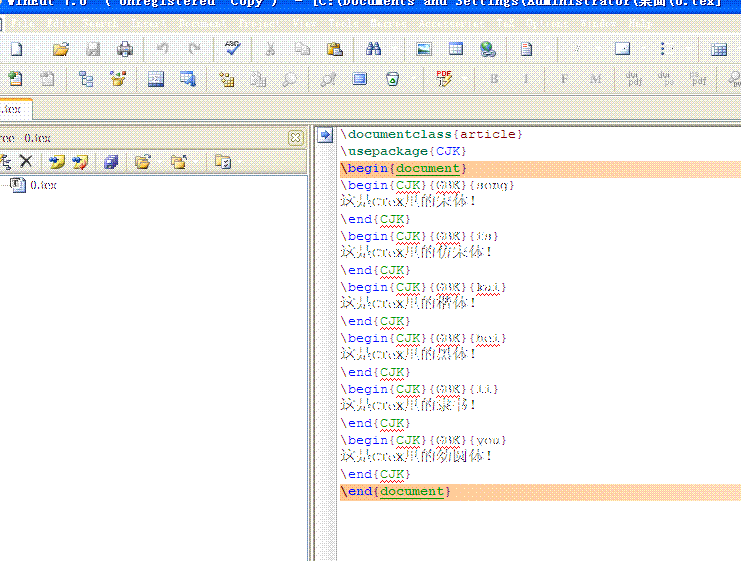 WinEdt ( Unregistered Copy ) - [C:\Documents and Settings\Administrator\桌面\0.tex]
.tex
ree - 0.tex
0.tex
\documentclass{article}
\usepackage{CJK}
\begin{document}
\begin{CJK}{GBK}{song}
这是ctex里的宋体!
\end{CJK}
\begin{CJK}{GBK}{fs}
这是ctex里的仿宋体!
\end{CJK}
\begin{CJK}{GBK}{kai}
这是ctex里的楷体!
\end{CJK}
\begin{CJK}{GBK}{hei}
这是ctex里的黑体!
\end{CJK}
\begin{CJK}{GBK}{li}
这是ctex里的隶书!
\end{CJK}
\begin{CJK}{GBK}{you}
这是ctex里的幼圆体!
\end{CJK}
\end{document}